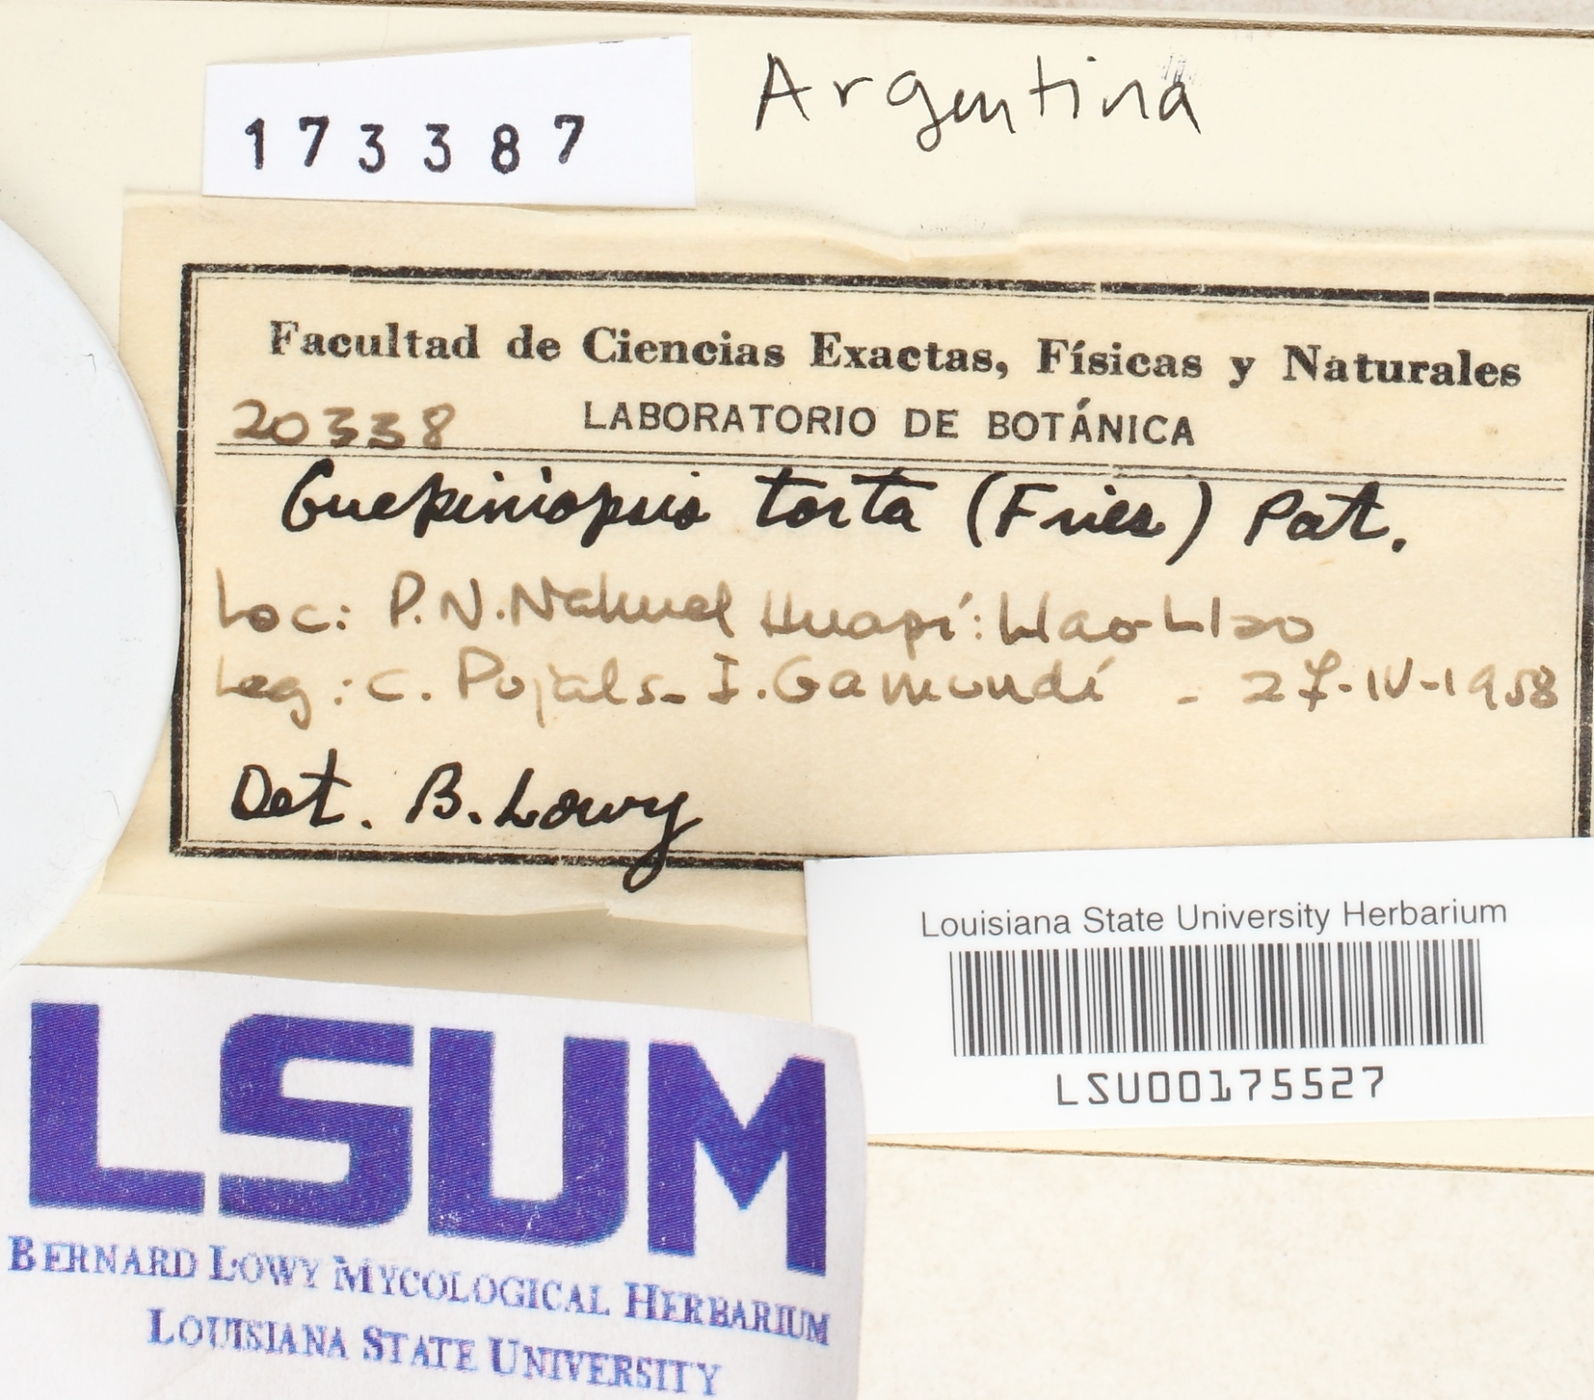 Argentina
173387
Facultad de Ciencias Exactas, Físicas y Naturales
20338 LABORATORIO DE BOTÁNICA
Guepiniopsis torta (Fries) Pat.
Loc: P.N. Nahuel Huapí: Llao-Llao
Leg: C. Pujals - I. Gamundí - 27-IV-1958
Det. B. Lowy
Louisiana State University Herbarium
LSU00175527
LSUM
BERNARD LOWY MYCOLOGICAL HERBARIUM
LOUISIANA STATE UNIVERSITY